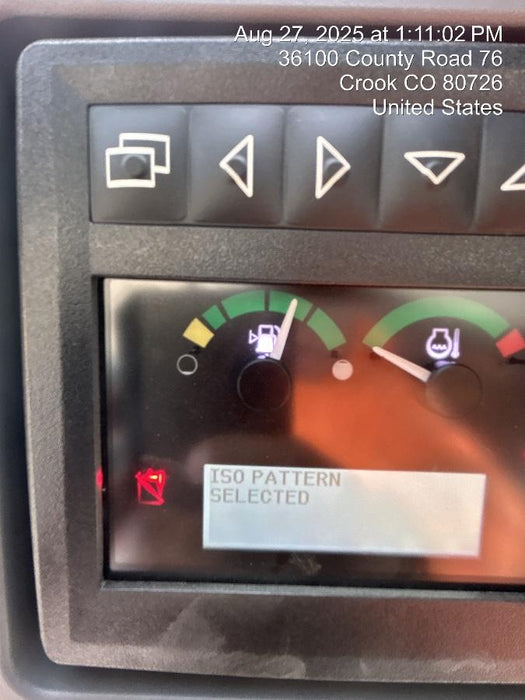 Aug 27, 2025 at 1:11:02 PM
36100 County Road 76
Crook CO 80726
United States
ISO PATTERN
SELECTED